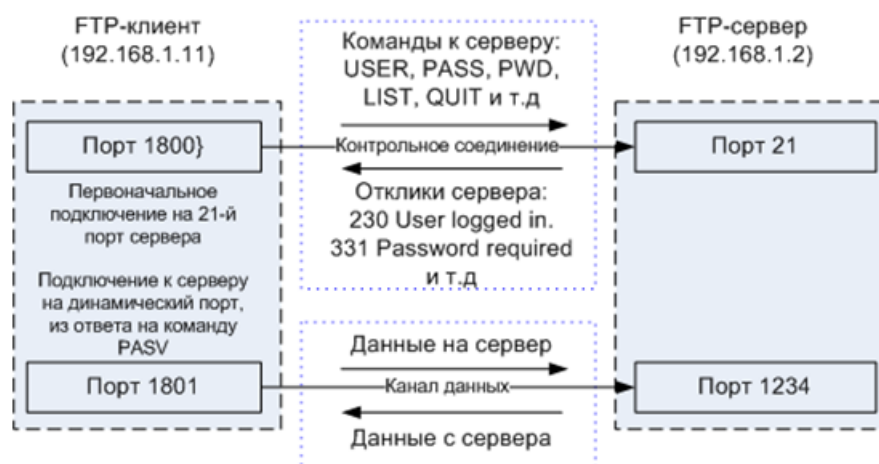 FTP-клиент
(192.168.1.11)
Команды к серверу:
USER, PASS, PWD,
LIST, QUIT и т.д
FTP-сервер
(192.168.1.2)
Порт 1800}
Контрольное соединение
Порт 21
Первоначальное
подключение на 21-й
порт сервера
Отклики сервера:
230 User logged in.
331 Password required
и т.д
Подключение к серверу
на динамический порт,
из ответа на команду
PASV
Данные на сервер
Порт 1801
Канал данных
Порт 1234
Данные с сервера